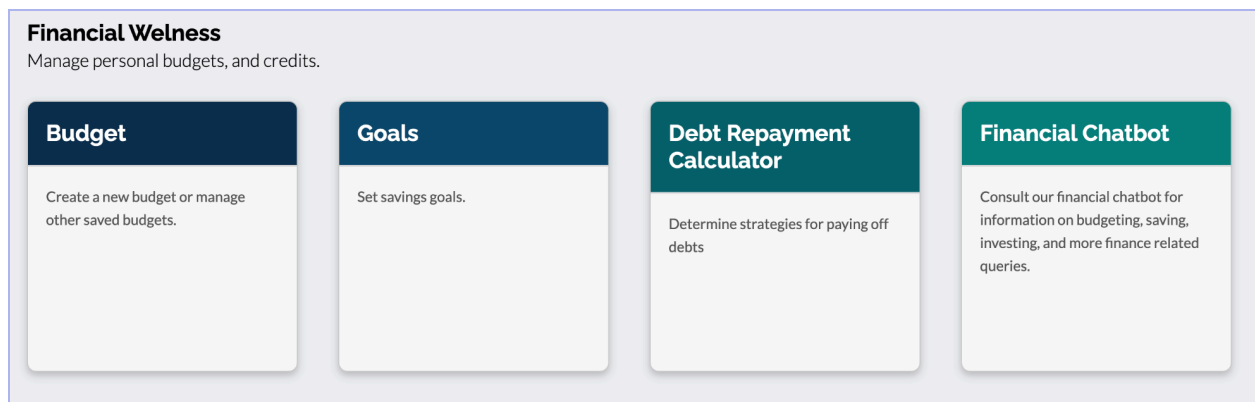 Financial Welness
Manage personal budgets, and credits.
Budget
Create a new budget or manage
other saved budgets.
Goals
Set savings goals.
Debt Repayment
Calculator
Determine strategies for paying off
debts
Financial Chatbot
Consult our financial chatbot for
information on budgeting, saving,
investing, and more finance related
queries.